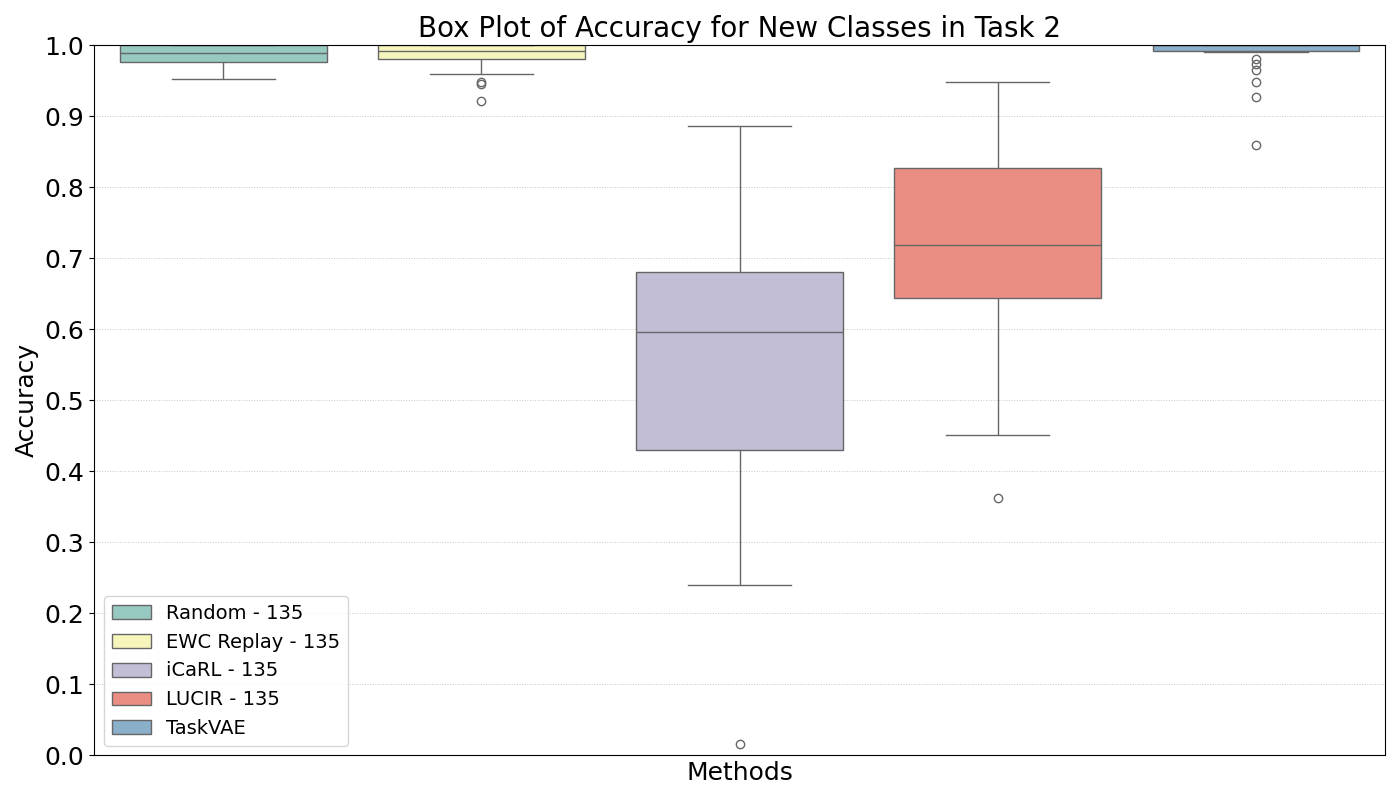 Box Plot of Accuracy for New Classes in Task 2
1.0
0.9
0.8
0.7
0.6
0.5
0.4
0.3
0.2
0.1
0.0
Accuracy
Random - 135
EWC Replay - 135
iCaRL - 135
LUCIR - 135
TaskVAE
Methods